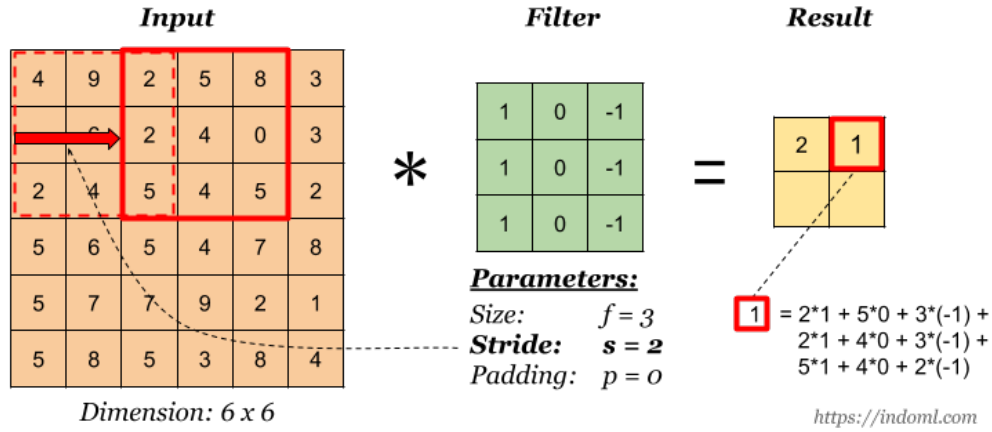 Input
Filter
Result
4 9 2 5 8 3
2 4 0 3
2 4 5 4 5 2
5 6 5 4 7 8
5 7 7 9 2 1
5 8 5 3 8 4
Dimension: 6 x 6
*
1 0 -1
1 0 -1
1 0 -1
Parameters:
Size: f = 3
Stride: s = 2
Padding: p = 0
=
2 1
1 = 2*1 + 5*0 + 3*(-1) +
2*1 + 4*0 + 3*(-1) +
5*1 + 4*0 + 2*(-1)
https://indoml.com